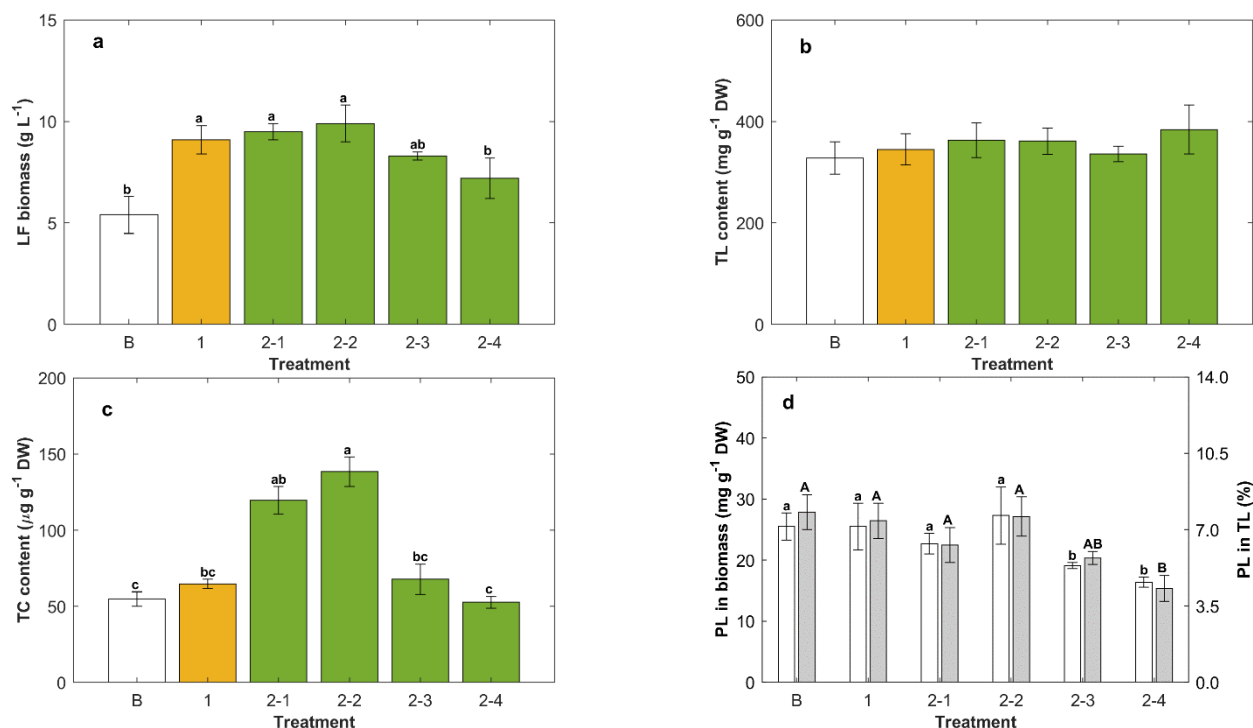 a
LF biomass (g L⁻¹)
15
10
5
0
b
a
a
a
ab
b
B 1 2-1 2-2 2-3 2-4
Treatment
b
TL content (mg g⁻¹ DW)
600
400
200
0
B 1 2-1 2-2 2-3 2-4
Treatment
c
TC content (μg g⁻¹ DW)
200
150
100
50
0
c
bc
ab
a
bc
c
B 1 2-1 2-2 2-3 2-4
Treatment
d
PL in biomass (mg g⁻¹ DW)
50
40
30
20
10
0
a A a A a A a A b AB b B
14.0
10.5
7.0
3.5
0.0
PL in TL (%)
B 1 2-1 2-2 2-3 2-4
Treatment